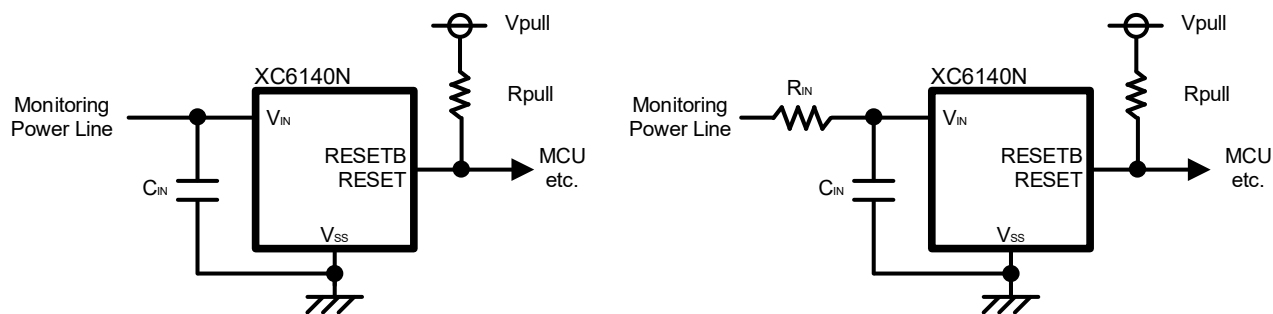 Vpull
XC6140N
Rpull
Monitoring
Power Line
VIN
RESETB
RESET
MCU
etc.
CIN
VSS
Vpull
XC6140N
RIN
Rpull
Monitoring
Power Line
VIN
RESETB
RESET
MCU
etc.
CIN
VSS